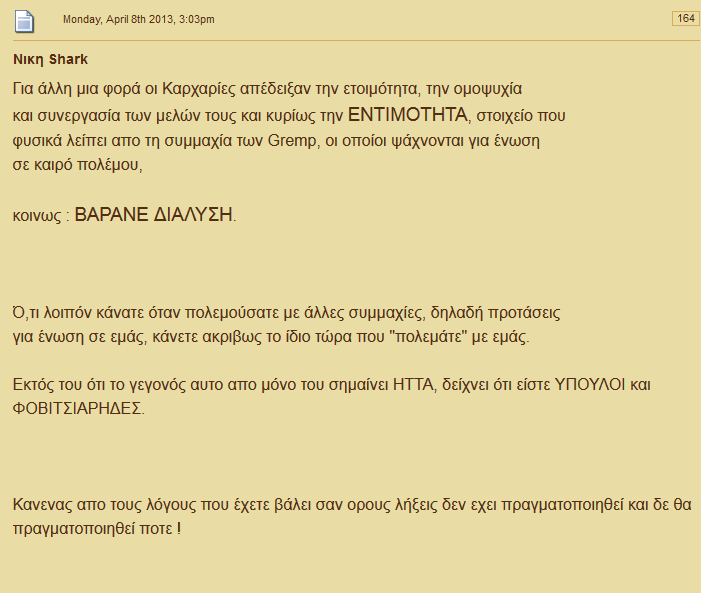 Monday, April 8th 2013, 3:03pm
164
Νικη Shark
Για άλλη μια φορά οι Καρχαρίες απέδειξαν την ετοιμότητα, την ομοψυχία
και συνεργασία των μελών τους και κυρίως την ΕΝΤΙΜΟΤΗΤΑ, στοιχείο που
φυσικά λείπει απο τη συμμαχία των Gremp, οι οποίοι ψάχνονται για ένωση
σε καιρό πολέμου,
κοινως : ΒΑΡΑΝΕ ΔΙΑΛΥΣΗ.
Ό,τι λοιπόν κάνατε όταν πολεμούσατε με άλλες συμμαχίες, δηλαδή προτάσεις
για ένωση σε εμάς, κάνετε ακριβως το ίδιο τώρα που "πολεμάτε" με εμάς.
Εκτός του ότι το γεγονός αυτο απο μόνο του σημαίνει ΗΤΤΑ, δείχνει ότι είστε ΥΠΟΥΛΟΙ και
ΦΟΒΙΤΣΙΑΡΗΔΕΣ.
Κανενας απο τους λόγους που έχετε βάλει σαν ορους λήξεις δεν εχει πραγματοποιηθεί και δε θα
πραγματοποιηθεί ποτε !